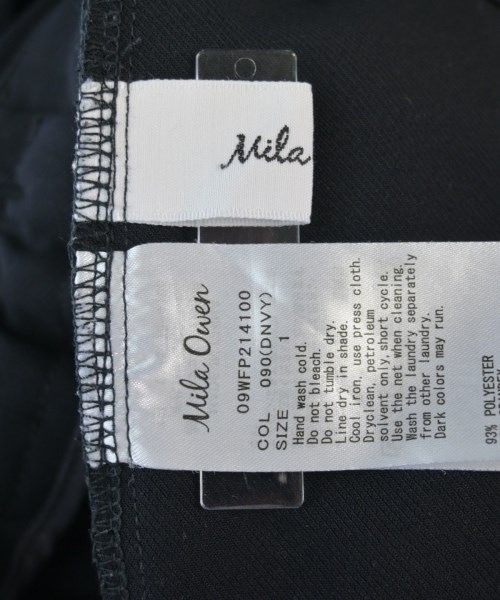 Mila
Mila Owen
09WFP214100
COL 090(DNVY)
SIZE 1
Hand wash cold.
Do not bleach.
Do not tumble dry.
Line dry in shade.
Cool iron, use press cloth.
Dryclean, petroleum
solvent only, short cycle.
Use the net when cleaning.
Wash the laundry separately
from other laundry.
Dark colors may run.
93% POLYESTER